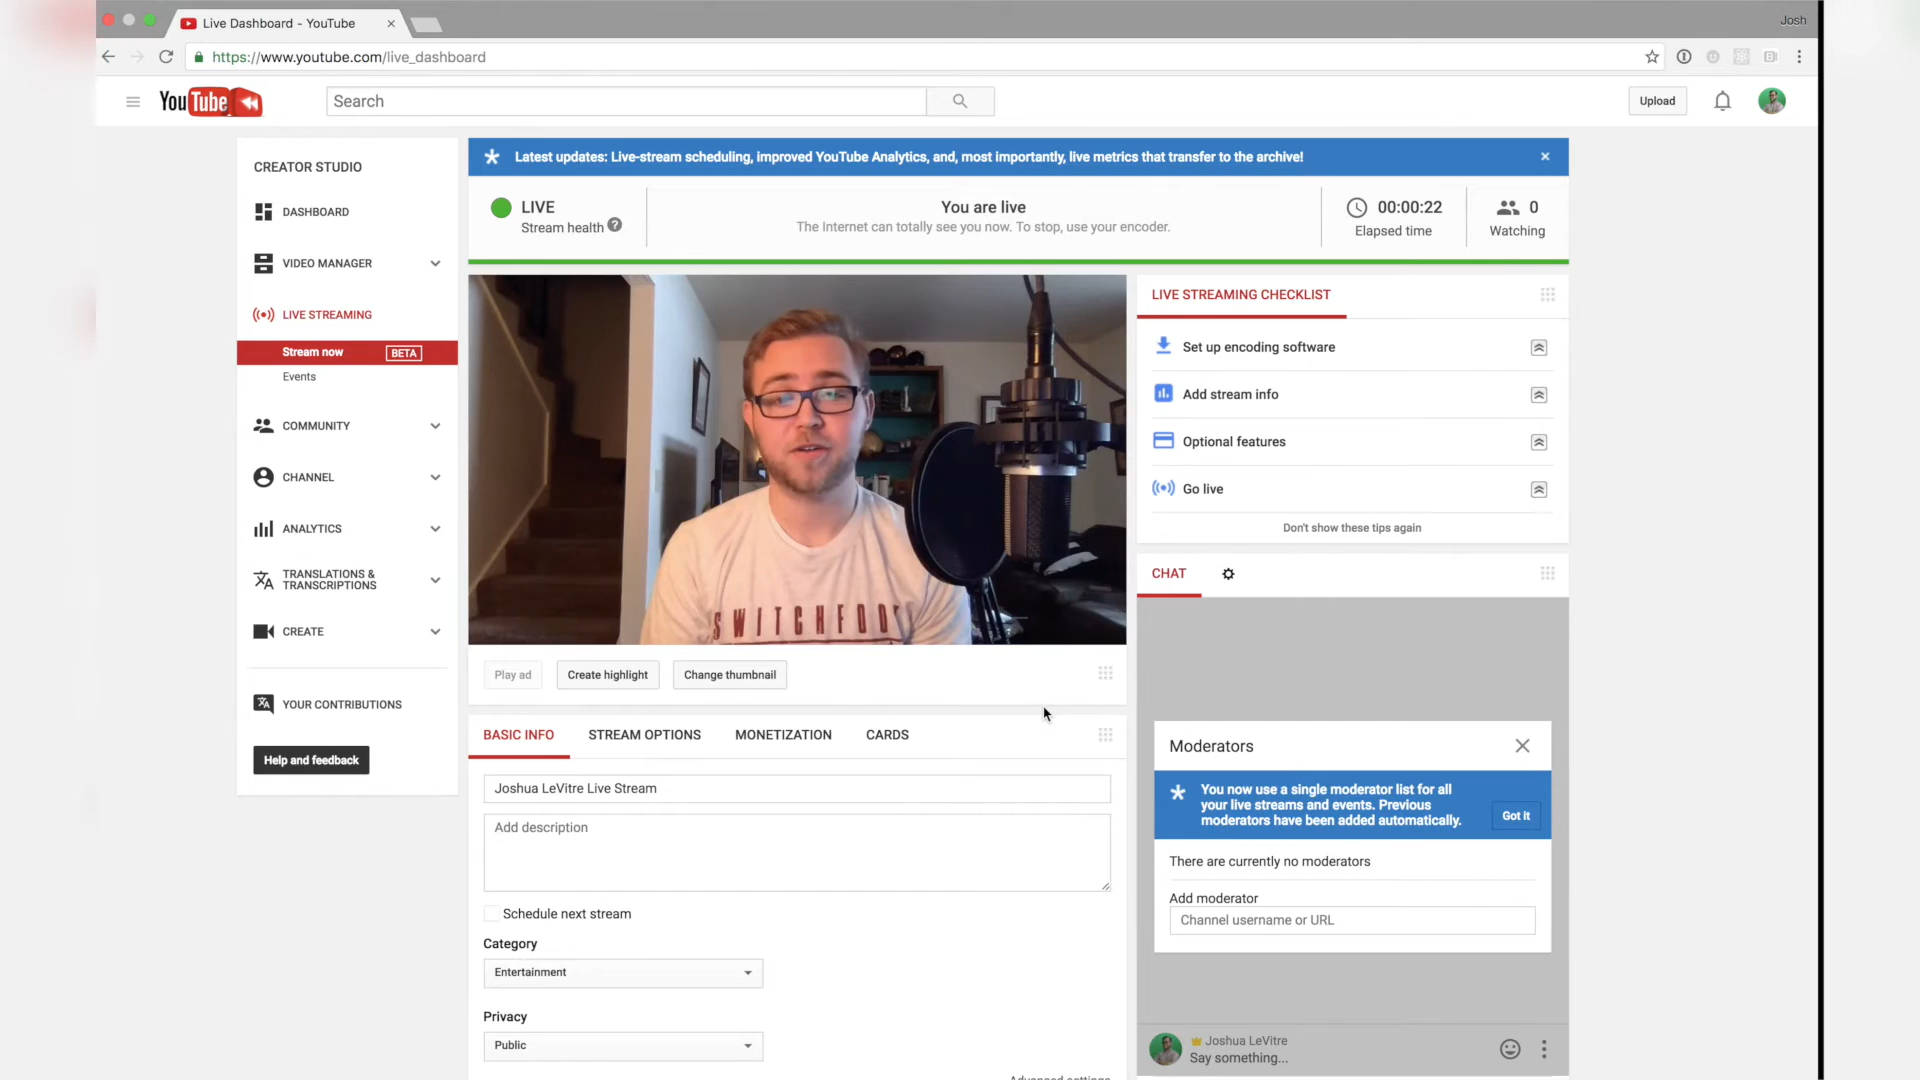 Live Dashboard - YouTube
Josh
https://www.youtube.com/live_dashboard
YouTube
Search
Upload
CREATOR STUDIO
DASHBOARD
VIDEO MANAGER
LIVE STREAMING
Stream now BETA
Events
COMMUNITY
CHANNEL
ANALYTICS
TRANSLATIONS &
TRANSCRIPTIONS
CREATE
YOUR CONTRIBUTIONS
Help and feedback
Latest updates: Live-stream scheduling, improved YouTube Analytics, and, most importantly, live metrics that transfer to the archive!
LIVE
Stream health
You are live
The Internet can totally see you now. To stop, use your encoder.
00:00:22
Elapsed time
0
Watching
SWITCHFOOT
Play ad
Create highlight
Change thumbnail
BASIC INFO
STREAM OPTIONS
MONETIZATION
CARDS
Joshua LeVitre Live Stream
Add description
Schedule next stream
Category
Entertainment
Privacy
Public
Advanced settings
LIVE STREAMING CHECKLIST
Set up encoding software
Add stream info
Optional features
Go live
Don't show these tips again
CHAT
Moderators
You now use a single moderator list for all
your live streams and events. Previous
moderators have been added automatically.
Got it
There are currently no moderators
Add moderator
Channel username or URL
Joshua LeVitre
Say something...